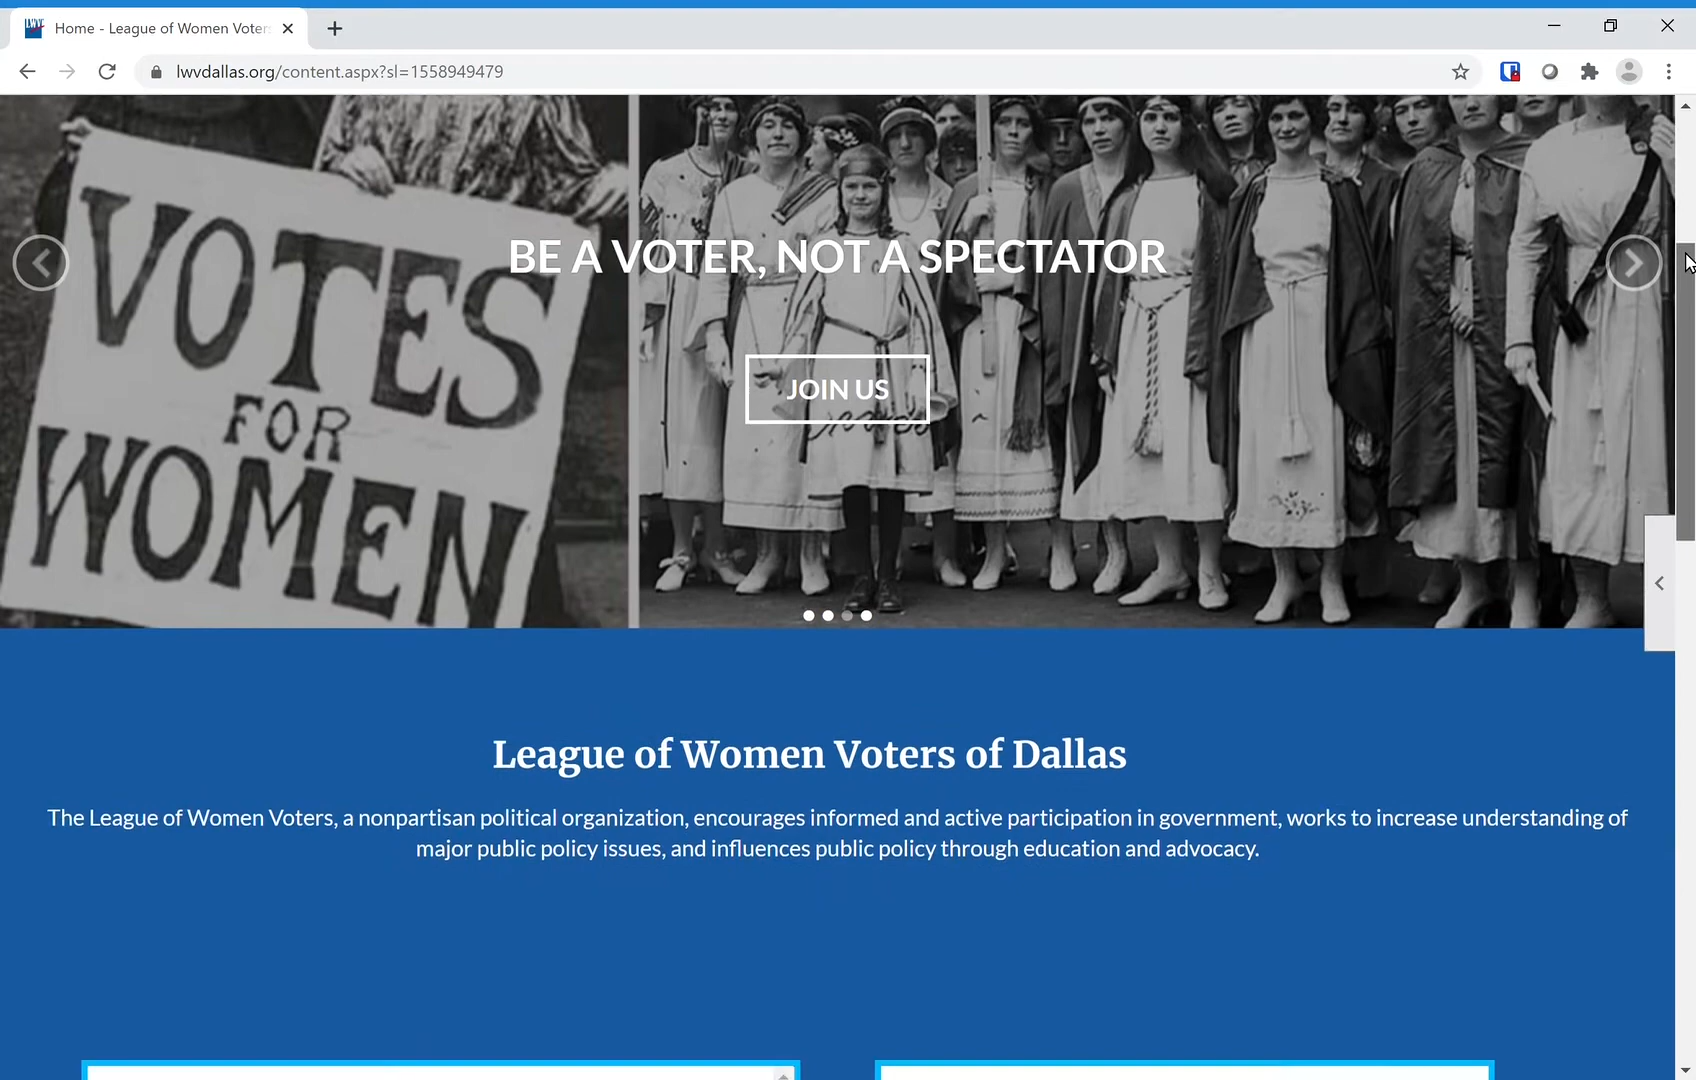 Home - League of Women Voter
lwvdallas.org/content.aspx?sl=1558949479
VOTES
FOR
WOMEN
BE A VOTER, NOT A SPECTATOR
JOIN US
League of Women Voters of Dallas
The League of Women Voters, a nonpartisan political organization, encourages informed and active participation in government, works to increase understanding of
major public policy issues, and influences public policy through education and advocacy.